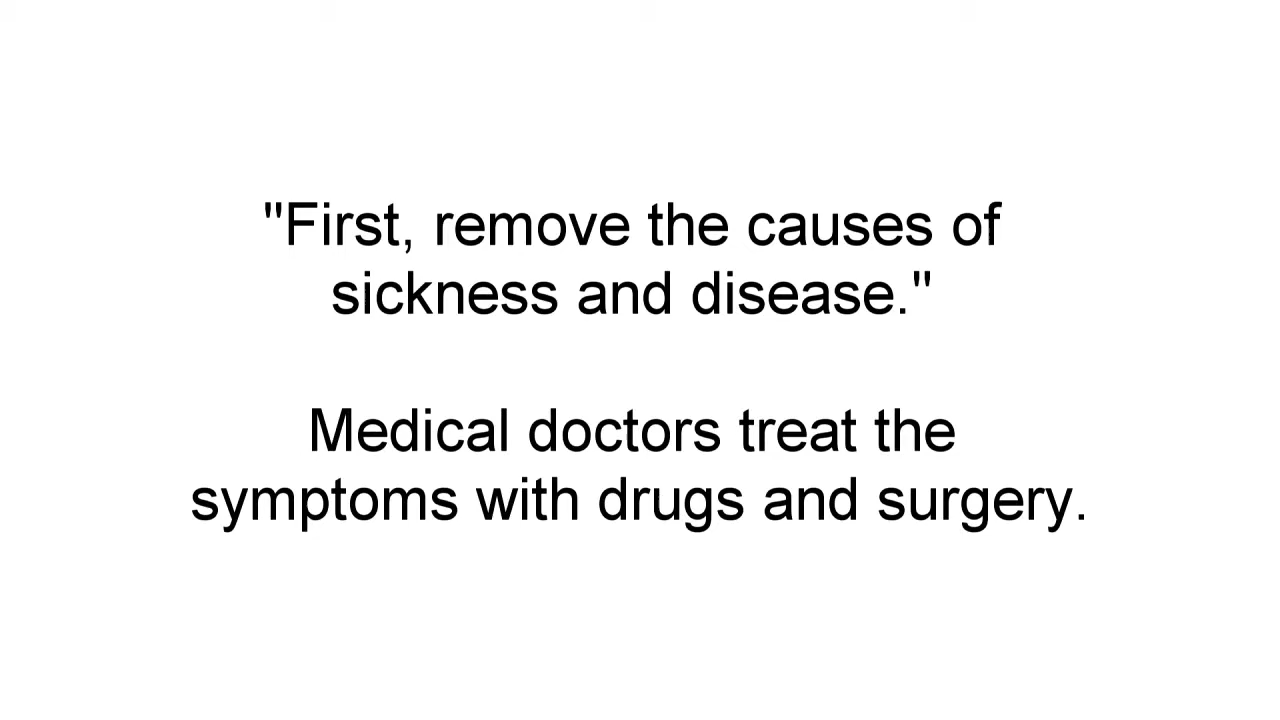 "First, remove the causes of
sickness and disease."
Medical doctors treat the
symptoms with drugs and surgery.